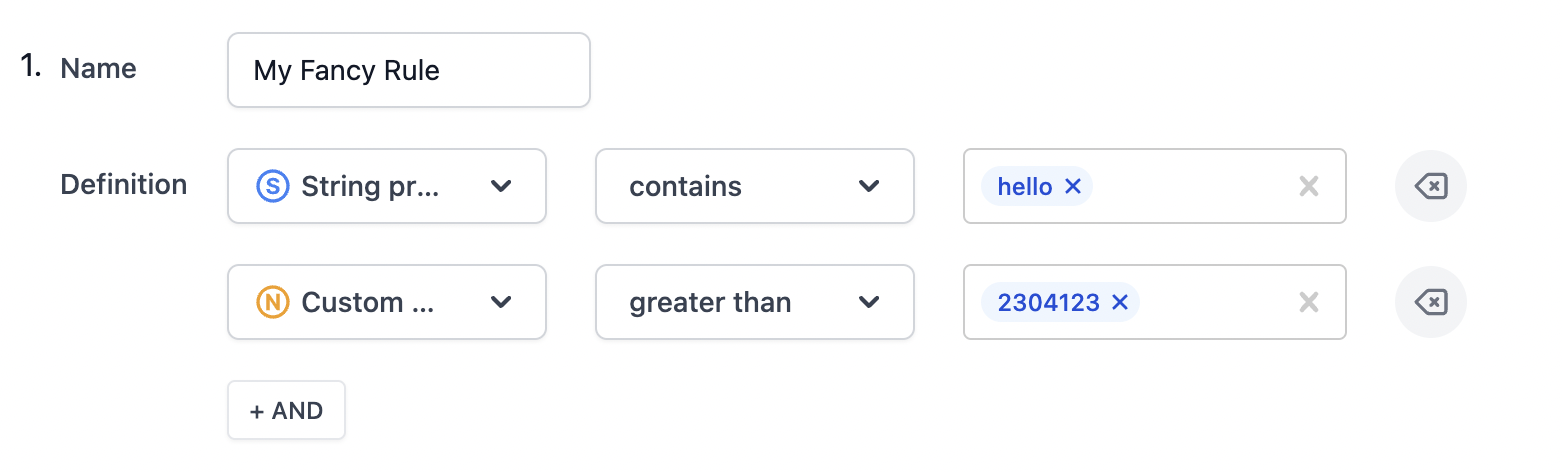 1. Name My Fancy Rule
Definition S String pr... contains hello ×
N Custom ... greater than 2304123 ×
+ AND